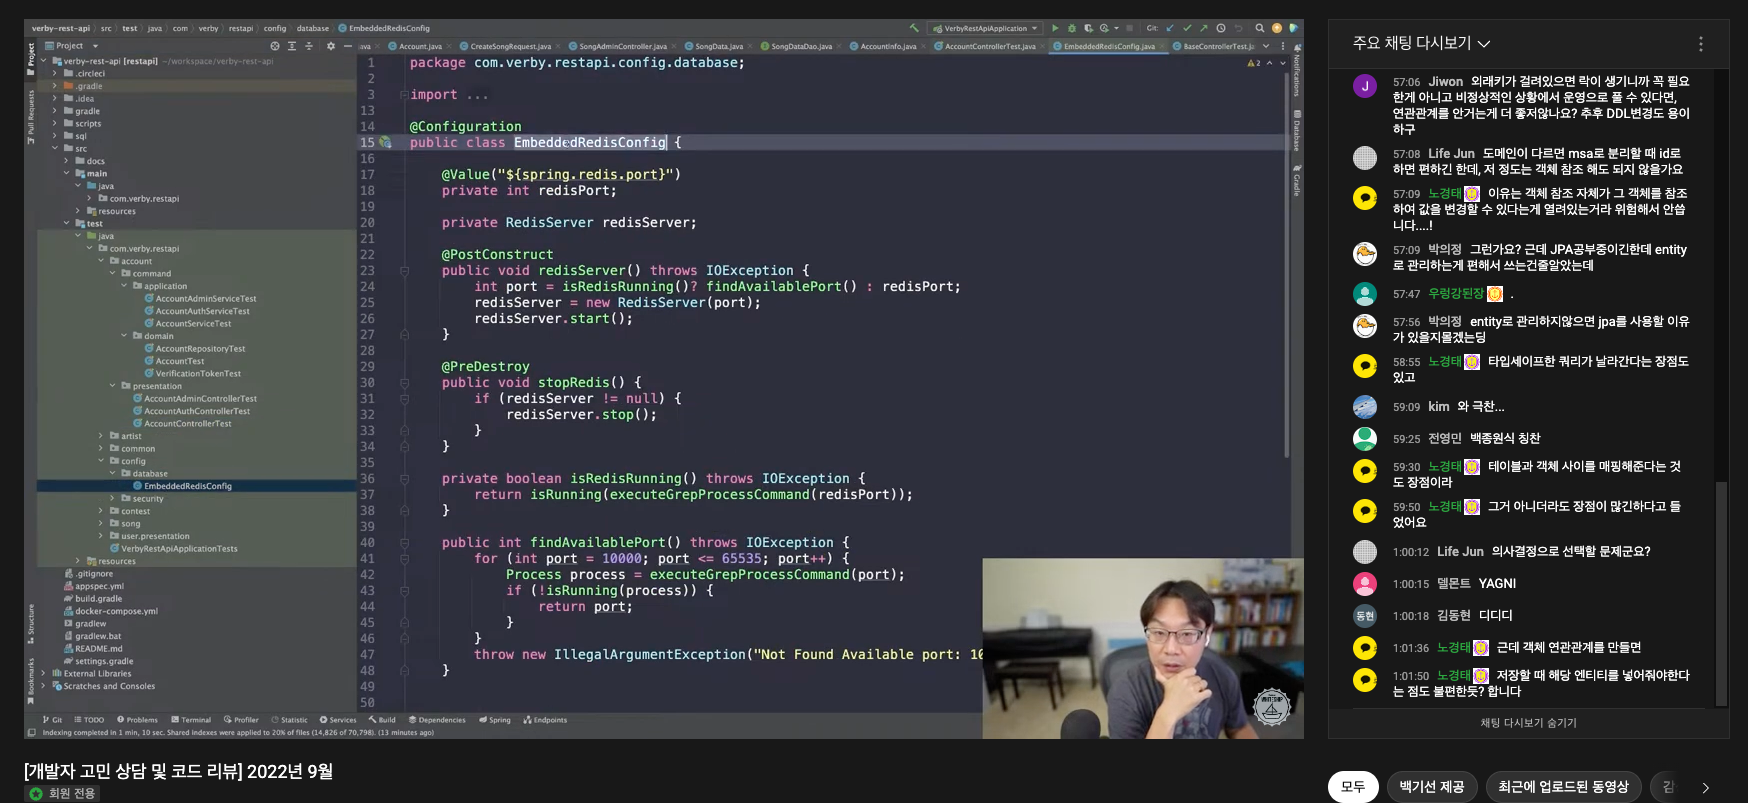 verby-rest-api › src › test › java › com › verby › restapi › config › database › EmbeddedRedisConfig
VerbyRestApiApplication
Git:
Project
Account.java
CreateSongRequest.java
SongAdminController.java
SongData.java
SongDataDao.java
AccountInfo.java
AccountControllerTest.java
EmbeddedRedisConfig.java
BaseControllerTest.ja
Project
Pull Requests
Structure
Bookmarks
verby-rest-api [restapi] ~/workspace/verby-rest-api
.circleci
.gradle
.idea
gradle
scripts
sql
src
docs
main
java
com.verby.restapi
resources
test
java
com.verby.restapi
account
command
application
AccountAdminServiceTest
AccountAuthServiceTest
AccountServiceTest
domain
AccountRepositoryTest
AccountTest
VerificationTokenTest
presentation
AccountAdminControllerTest
AccountAuthControllerTest
AccountControllerTest
artist
common
config
database
EmbeddedRedisConfig
security
contest
song
user.presentation
VerbyRestApiApplicationTests
resources
.gitignore
appspec.yml
build.gradle
docker-compose.yml
gradlew
gradlew.bat
README.md
settings.gradle
External Libraries
Scratches and Consoles
1 package com.verby.restapi.config.database;
2
3 import ...
13
14 @Configuration
15 public class EmbeddedRedisConfig {
16
17 @Value("${spring.redis.port}")
18 private int redisPort;
19
20 private RedisServer redisServer;
21
22 @PostConstruct
23 public void redisServer() throws IOException {
24 int port = isRedisRunning()? findAvailablePort() : redisPort;
25 redisServer = new RedisServer(port);
26 redisServer.start();
27 }
28
29 @PreDestroy
30 public void stopRedis() {
31 if (redisServer != null) {
32 redisServer.stop();
33 }
34 }
35
36 private boolean isRedisRunning() throws IOException {
37 return isRunning(executeGrepProcessCommand(redisPort));
38 }
39
40 public int findAvailablePort() throws IOException {
41 for (int port = 10000; port <= 65535; port++) {
42 Process process = executeGrepProcessCommand(port);
43 if (!isRunning(process)) {
44 return port;
45 }
46 }
47 throw new IllegalArgumentException("Not Found Available port: 10
48 }
49
50
2
Notifications
Database
Gradle
Git
TODO
Problems
Terminal
Profiler
Statistic
Services
Build
Dependencies
Spring
Endpoints
Indexing completed in 1 min, 10 sec. Shared indexes were applied to 20% of files (14,826 of 70,798). (13 minutes ago)
[개발자 고민 상담 및 코드 리뷰] 2022년 9월
회원 전용
주요 채팅 다시보기
J
57:06 Jiwon 외래키가 걸려있으면 락이 생기니까 꼭 필요
한게 아니고 비정상적인 상황에서 운영으로 풀 수 있다면,
연관관계를 안거는게 더 좋저않나요? 추후 DDL변경도 용이
하구
57:08 Life Jun 도메인이 다르면 msa로 분리할 때 id로
하면 편하긴 한데, 저 정도는 객체 참조 해도 되지 않을가요
57:09 노경태 이유는 객체 참조 자체가 그 객체를 참조
하여 값을 변경할 수 있다는게 열려있는거라 위험해서 안씁
니다....!
57:09 박의정 그런가요? 근데 JPA공부중이긴한데 entity
로 관리하는게 편해서 쓰는건줄알았는데
57:47 우렁강된장 .
57:56 박의정 entity로 관리하지않으면 jpa를 사용할 이유
가 있을지몰겠는딩
58:55 노경태 타입세이프한 쿼리가 날라간다는 장점도
있고
59:09 kim 와 극찬...
59:25 전영민 백종원식 칭찬
59:30 노경태 테이블과 객체 사이를 매핑해준다는 것
도 장점이라
59:50 노경태 그거 아니더라도 장점이 많긴하다고 들
었어요
1:00:12 Life Jun 의사결정으로 선택할 문제군요?
1:00:15 델몬트 YAGNI
동현
1:00:18 김동현 디디디
1:01:36 노경태 근데 객체 연관관계를 만들면
1:01:50 노경태 저장할 때 해당 엔티티를 넣어줘야한다
는 점도 불편한듯? 합니다
채팅 다시보기 숨기기
모두
백기선 제공
최근에 업로드된 동영상